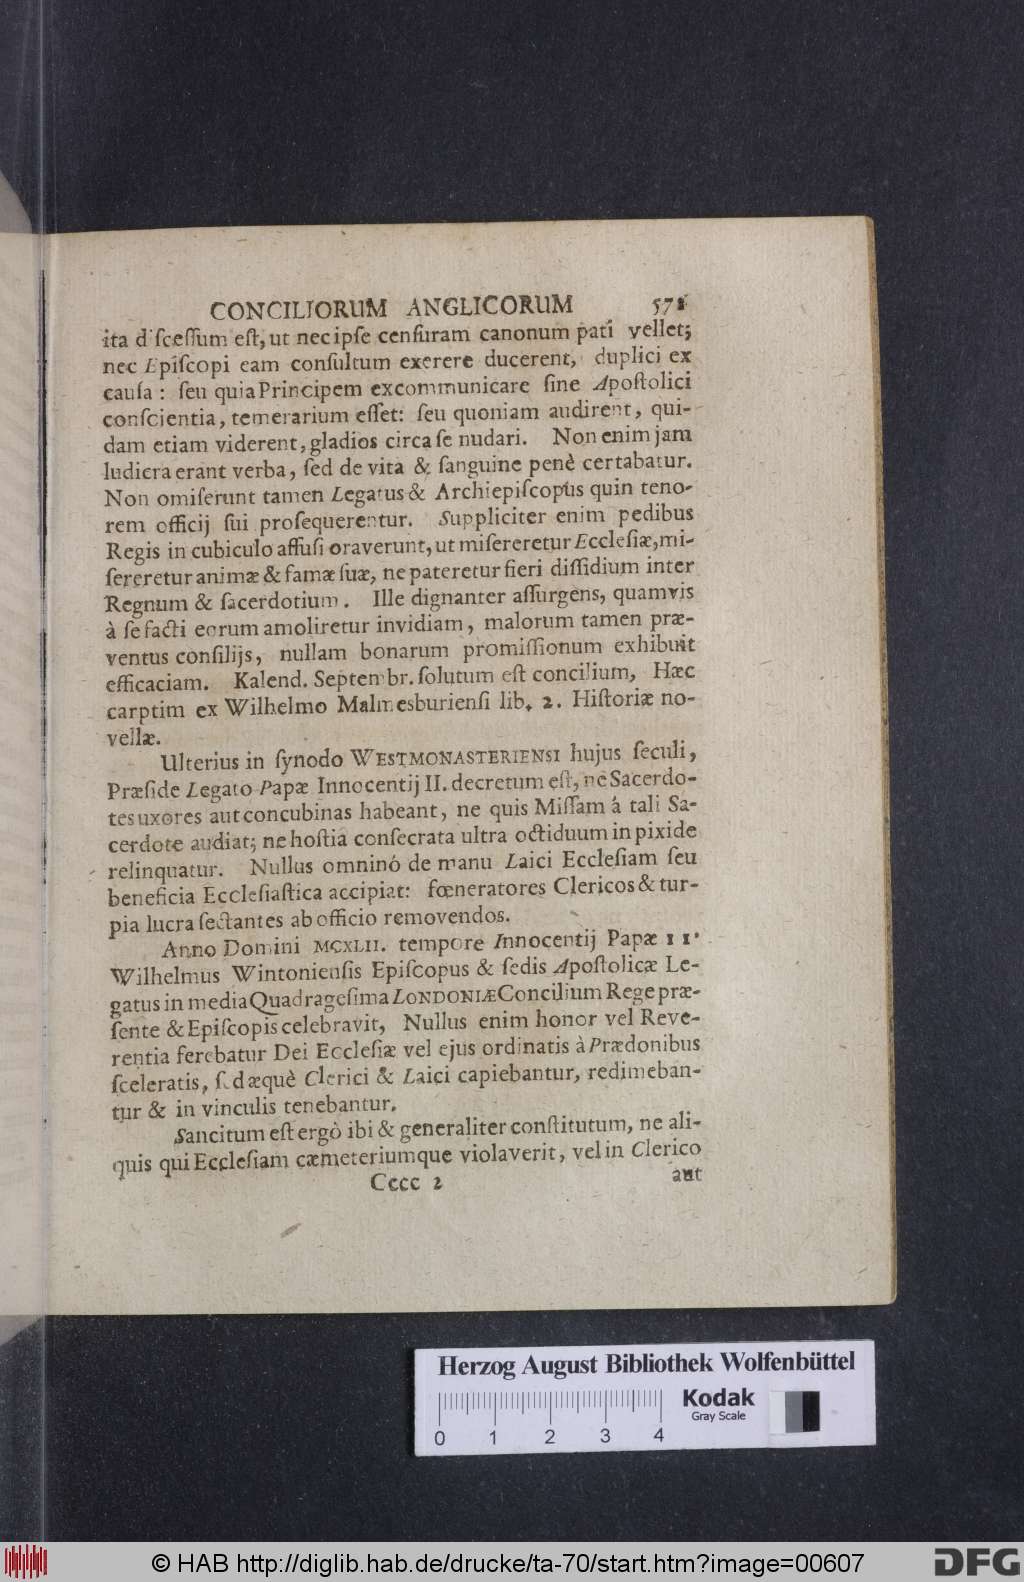 CONCILIORUM ANGLICORUM 571
ita discessum est, ut nec ipse censuram canonum pati vellet;
nec Episcopi eam consultum exerere ducerent, duplici ex
causa : seu quia Principem excommunicare sine Apostolici
conscientia, temerarium esset: seu quoniam audirent, qui-
dam etiam viderent, gladios circa se nudari. Non enim jam
ludicra erant verba, sed de vita & sanguine penè certabatur.
Non omiserunt tamen Legatus & Archiepiscopus quin teno-
rem officij sui prosequerentur. Suppliciter enim pedibus
Regis in cubiculo affusi oraverunt, ut misereretur Ecclesiæ, mi-
sereretur animæ & famæ suæ, ne pateretur fieri dissidium inter
Regnum & sacerdotium. Ille dignanter assurgens, quamvis
à se facti eorum amoliretur invidiam, malorum tamen præ-
ventus consilijs, nullam bonarum promissionum exhibuit
efficaciam. Kalend. Septembr. solutum est concilium, Hæc
carptim ex Wilhelmo Malmesburiensi lib. 2. Historiæ no-
vellæ.
Ulterius in synodo WESTMONASTERIENSI hujus seculi,
Præside Legato Papæ Innocentij II. decretum est, ne Sacerdo-
tes uxores aut concubinas habeant, ne quis Missam á tali Sa-
cerdote audiat; ne hostia consecrata ultra octiduum in pixide
relinquatur. Nullus omninó de manu Laici Ecclesiam seu
beneficia Ecclesiastica accipiat: fœneratores Clericos & tur-
pia lucra sectantes ab officio removendos.
Anno Domini MCXLII. tempore Innocentij Papæ II.
Wilhelmus Wintoniensis Episcopus & sedis Apostolicæ Le-
gatus in media Quadragesima LONDONIÆ Concilium Rege præ-
sente & Episcopis celebravit, Nullus enim honor vel Reve-
rentia ferebatur Dei Ecclesiæ vel ejus ordinatis à Prædonibus
sceleratis, sed æquè Clerici & Laici capiebantur, redimeban-
tur & in vinculis tenebantur.
Sancitum est ergò ibi & generaliter constitutum, ne ali-
quis qui Ecclesiam cæmeteriumque violaverit, vel in Clerico
Cccc 2 aut
Herzog August Bibliothek Wolfenbüttel
Kodak
Gray Scale
0 1 2 3 4
© HAB http://diglib.hab.de/drucke/ta-70/start.htm?image=00607
DFG